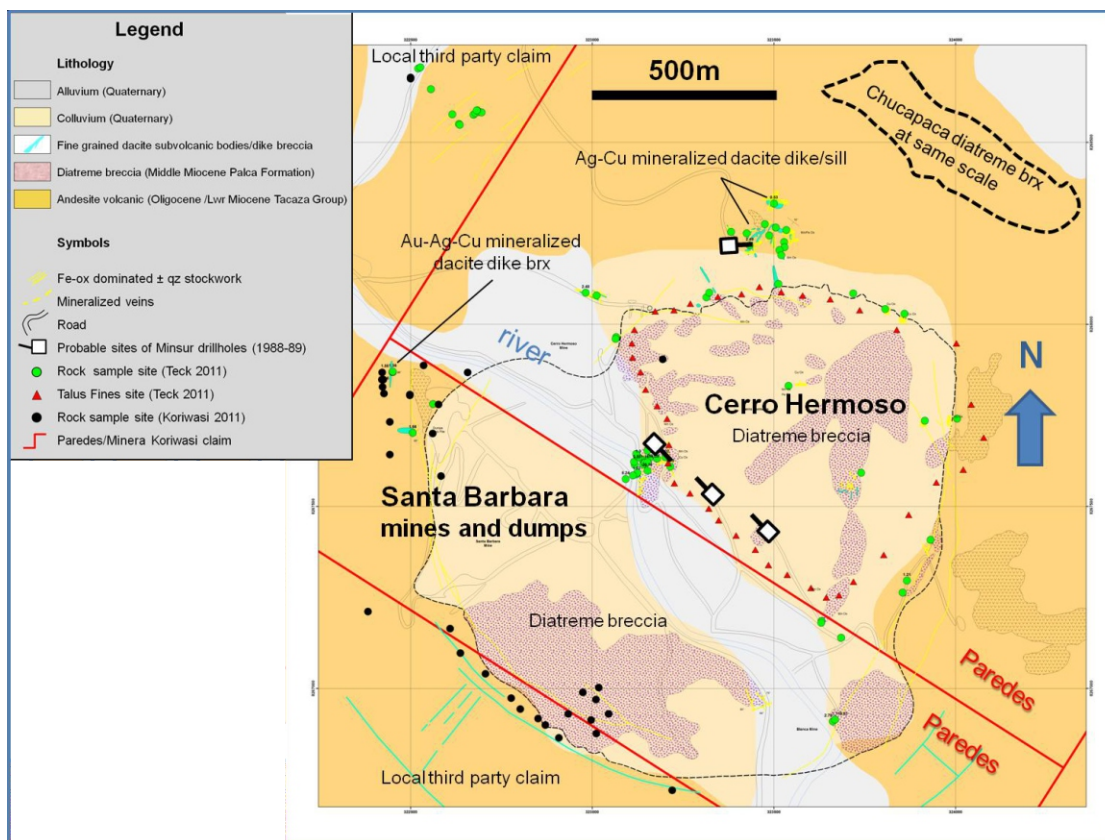 Legend
Lithology
Alluvium (Quaternary)
Colluvium (Quaternary)
Fine grained dacite subvolcanic bodies/dike breccia
Diatreme breccia (Middle Miocene Palca Formation)
Andesite volcanic (Oligocene /Lwr Miocene Tacaza Group)
Symbols
Fe-ox dominated ± qz stockwork
Mineralized veins
Road
Probable sites of Minsur drillholes (1988-89)
Rock sample site (Teck 2011)
Talus Fines site (Teck 2011)
Rock sample site (Koriwasi 2011)
Paredes/Minera Koriwasi claim
Local third party claim
500m
Chucapaca diatreme brx
at same scale
Ag-Cu mineralized dacite dike/sill
Au-Ag-Cu mineralized
dacite dike brx
river
N
Cerro Hermoso
Diatreme breccia
Santa Barbara
mines and dumps
Diatreme breccia
Paredes
Paredes
Local third party claim